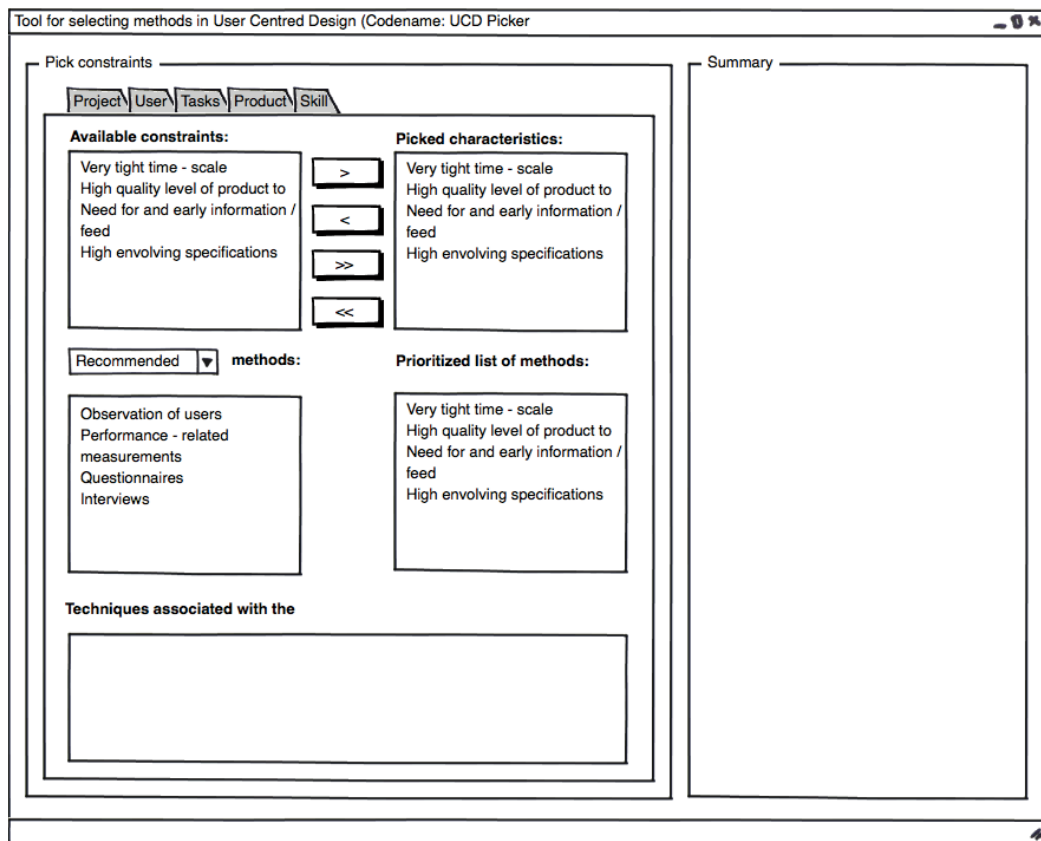 Tool for selecting methods in User Centred Design (Codename: UCD Picker
Pick constraints
Summary
Project User Tasks Product Skill
Available constraints:
Very tight time - scale
High quality level of product to
Need for and early information /
feed
High envolving specifications
>
<
>>
<<
Picked characteristics:
Very tight time - scale
High quality level of product to
Need for and early information /
feed
High envolving specifications
Recommended methods:
Observation of users
Performance - related
measurements
Questionnaires
Interviews
Prioritized list of methods:
Very tight time - scale
High quality level of product to
Need for and early information /
feed
High envolving specifications
Techniques associated with the